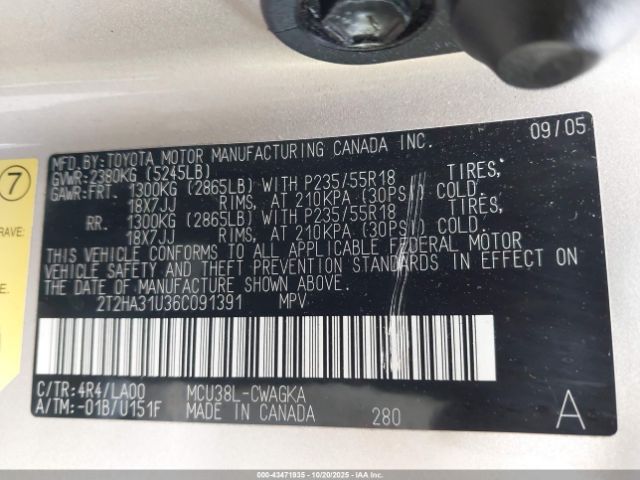 09/05
MFD.BY:TOYOTA MOTOR MANUFACTURING CANADA INC.
GVWR:2380KG (5245LB)
GAWR:FRT. 1300KG (2865LB) WITH P235/55R18 TIRES,
18X7JJ RIMS, AT 210KPA (30PSI) COLD.
RR. 1300KG (2865LB) WITH P235/55R18 TIRES,
18X7JJ RIMS, AT 210KPA (30PSI) COLD.
THIS VEHICLE CONFORMS TO ALL APPLICABLE FEDERAL MOTOR
VEHICLE SAFETY AND THEFT PREVENTION STANDARDS IN EFFECT ON
THE DATE OF MANUFACTURE SHOWN ABOVE.
2T2HA31U36C091391 MPV
C/TR:4R4/LA00 MCU38L-CWAGKA
A/TM:-01B/U151F MADE IN CANADA 280 A
7
RAVE:
000-43471935 - 10/20/2025 - IAAI.com